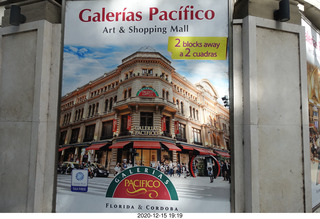 Galerías Pacífico
Art & Shopping Mall
2 blocks away
a 2 cuadras
GALERIAS
GALERIAS
PACIFICO
FLORIDA & CORDOBA
2020-12-15 19:19